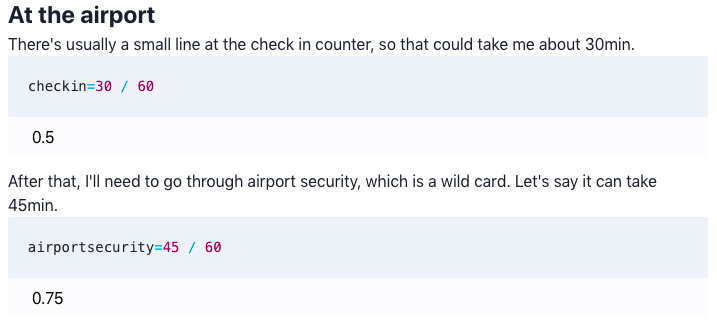 At the airport
There's usually a small line at the check in counter, so that could take me about 30min.
checkin=30 / 60
0.5
After that, I'll need to go through airport security, which is a wild card. Let's say it can take
45min.
airportsecurity=45 / 60
0.75